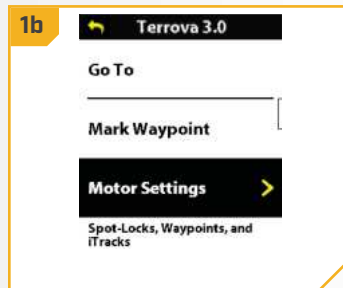 1b
Terrova 3.0
Go To
Mark Waypoint
Motor Settings
Spot-Locks, Waypoints, and
iTracks